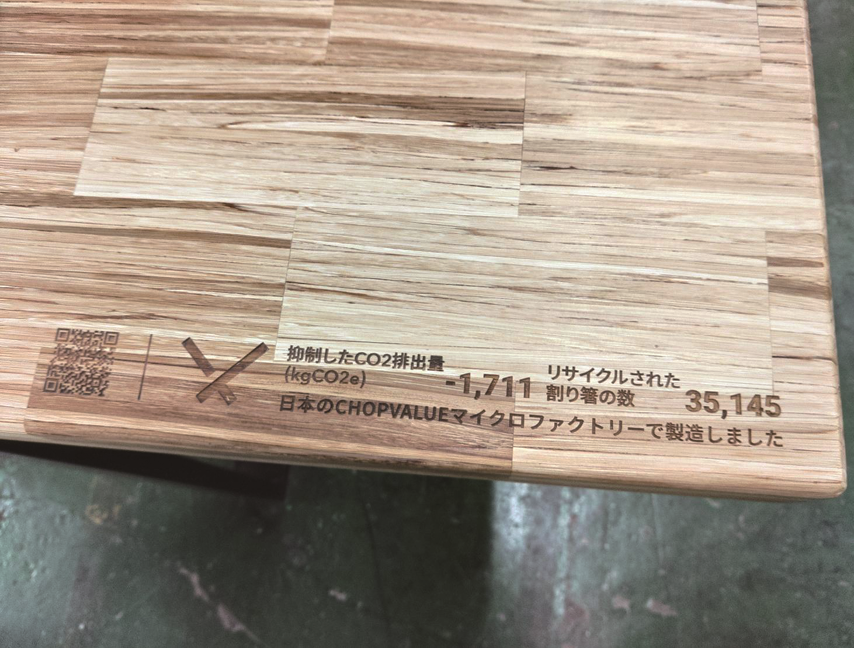 抑制したCO2排出量
(kgCO2e)
-1,711
リサイクルされた
割り箸の数
35,145
日本のCHOPVALUEマイクロファクトリーで製造しました